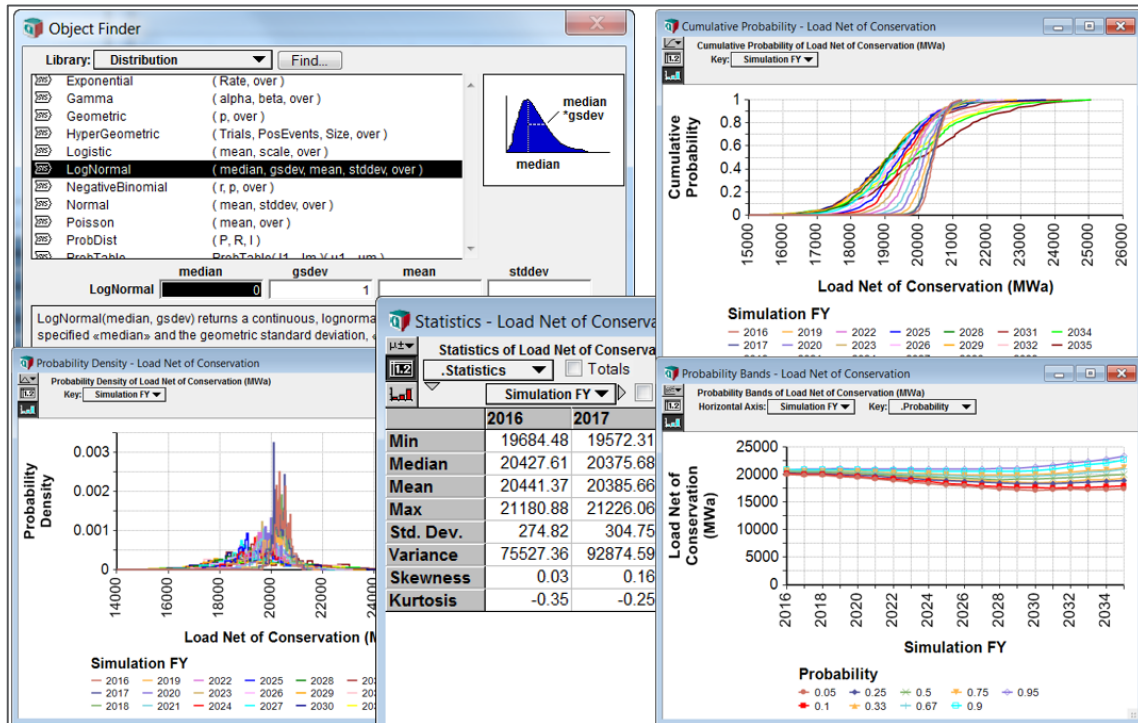 Object Finder
Library: Distribution Find...
Exponential ( Rate, over )
Gamma ( alpha, beta, over )
Geometric ( p, over )
HyperGeometric ( Trials, PosEvents, Size, over )
Logistic ( mean, scale, over )
LogNormal ( median, gsdev, mean, stddev, over )
NegativeBinomial ( r, p, over )
Normal ( mean, stddev, over )
Poisson ( mean, over )
ProbDist ( P, R, I )
median
*gsdev
median
median gsdev mean stddev
LogNormal 0 1
LogNormal(median, gsdev) returns a continuous, lognorma
specified «median» and the geometric standard deviation, «
Cumulative Probability - Load Net of Conservation
Cumulative Probability of Load Net of Conservation (MWa)
Key: Simulation FY
Cumulative
Probability
1
0.8
0.6
0.4
0.2
0
15000 16000 17000 18000 19000 20000 21000 22000 23000 24000 25000 26000
Load Net of Conservation (MWa)
Simulation FY
2016 2019 2022 2025 2028 2031 2034
2017 2020 2023 2026 2029 2032 2035
Probability Density - Load Net of Conservation
Probability Density of Load Net of Conservation (MWa)
Key: Simulation FY
Probability
Density
0.003
0.002
0.001
0
14000 16000 18000 20000 22000
Load Net of Conservation (M
Simulation FY
2016 2019 2022 2025 2028
2017 2020 2023 2026 2029
2018 2021 2024 2027 2030
Statistics - Load Net of Conserva
Statistics of Load Net of Conserva
.Statistics Totals
Simulation FY
2016 2017
Min 19684.48 19572.31
Median 20427.61 20375.68
Mean 20441.37 20385.66
Max 21180.88 21226.06
Std. Dev. 274.82 304.75
Variance 75527.36 92874.59
Skewness 0.03 0.16
Kurtosis -0.35 -0.25
Probability Bands - Load Net of Conservation
Probability Bands of Load Net of Conservation (MWa)
Horizontal Axis: Simulation FY Key: .Probability
Load Net of
Conservation
(MWa)
25000
20000
15000
10000
5000
0
2016 2018 2020 2022 2024 2026 2028 2030 2032 2034
Simulation FY
Probability
0.05 0.25 0.5 0.75 0.95
0.1 0.33 0.67 0.9